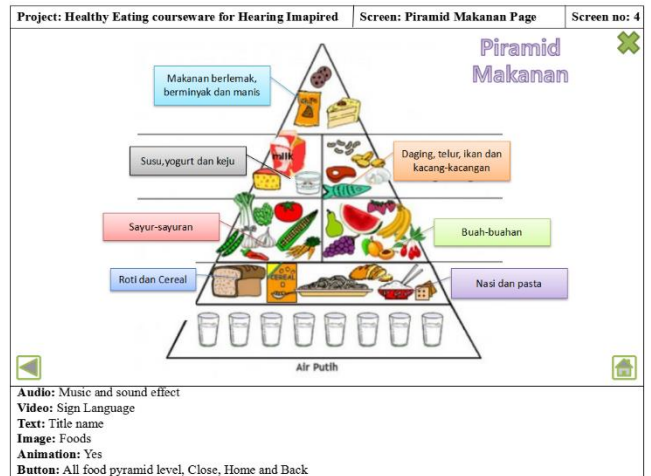 Project: Healthy Eating courseware for Hearing Imapired
Screen: Piramid Makanan Page
Screen no: 4
Piramid
Makanan
Makanan berlemak,
berminyak dan manis
chips
Susu,yogurt dan keju
milk
Daging, telur, ikan dan
kacang-kacangan
Sayur-sayuran
Buah-buahan
Roti dan Cereal
CEREAL
Nasi dan pasta
Air Putih
Audio: Music and sound effect
Video: Sign Language
Text: Title name
Image: Foods
Animation: Yes
Button: All food pyramid level, Close, Home and Back